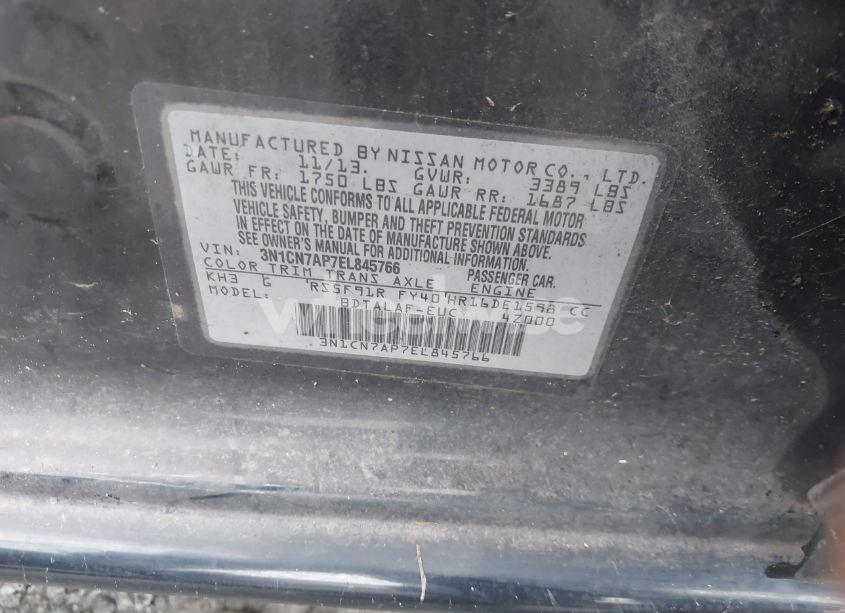 MANUFACTURED BY NISSAN MOTOR CO., LTD.
DATE: 11/13. GVWR: 3389 LBS
GAWR FR: 1750 LBS GAWR RR: 1687 LBS
THIS VEHICLE CONFORMS TO ALL APPLICABLE FEDERAL MOTOR
VEHICLE SAFETY, BUMPER AND THEFT PREVENTION STANDARDS
IN EFFECT ON THE DATE OF MANUFACTURE SHOWN ABOVE.
SEE OWNER'S MANUAL FOR ADDITIONAL INFORMATION.
VIN: 3N1CN7AP7EL845766 PASSENGER CAR.
COLOR TRIM TRANS AXLE ENGINE
KH3 G RS5F91R FY40 HR16DE1598 CC
MODEL: BDTALAF-EUC 4Z000
3N1CN7AP7EL845766